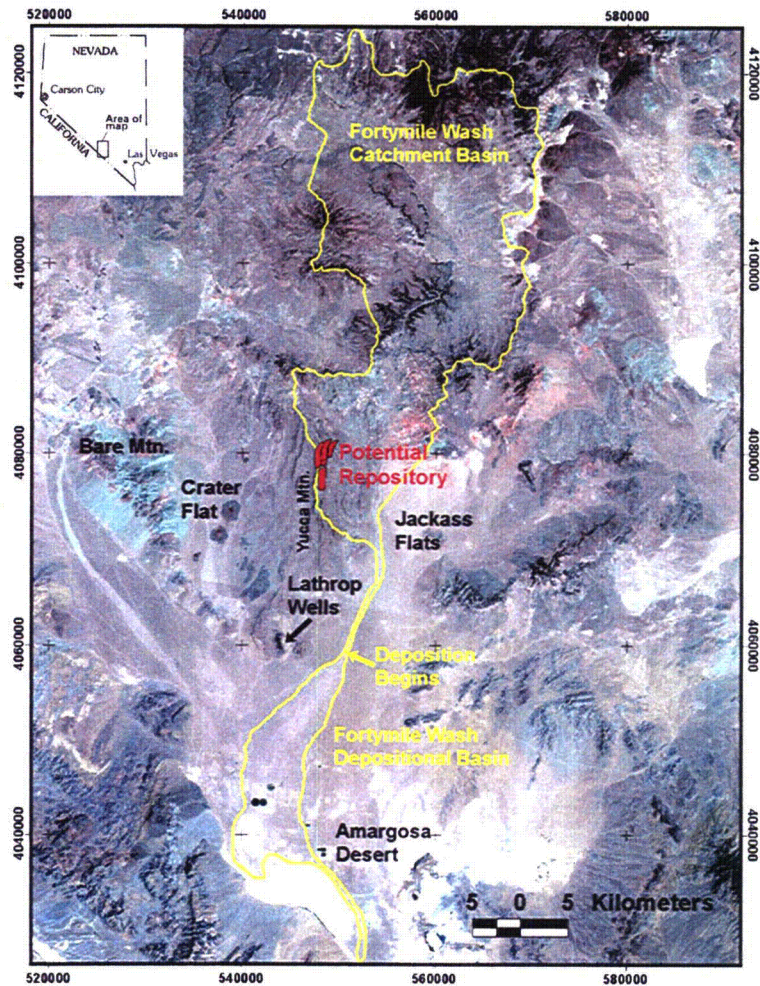 520000 540000 560000 580000
4120000 4120000
NEVADA
Carson City
CALIFORNIA
Area of
map
Las Vegas
Fortymile Wash
Catchment Basin
4100000 4100000
4080000 4080000
Bare Mtn.
Potential
Repository
Crater
Flat
Yucca Mtn.
Jackass
Flats
Lathrop
Wells
4060000 4060000
Deposition
Begins
Fortymile Wash
Depositional Basin
4040000 4040000
Amargosa
Desert
5 0 5 Kilometers
520000 540000 560000 580000